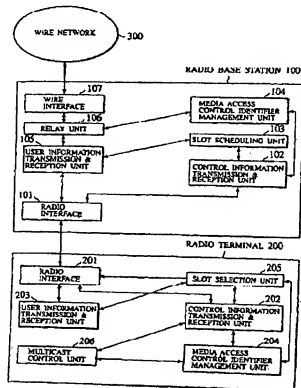 WIRE NETWORK
300
RADIO BASE STATION 100
107
WIRE
INTERFACE
106
RELAY UNIT
105
USER INFORMATION
TRANSMISSION &
RECEPTION UNIT
104
MEDIA ACCESS
CONTROL IDENTIFIER
MANAGEMENT UNIT
103
SLOT SCHEDULING UNIT
102
CONTROL INFORMATION
TRANSMISSION &
RECEPTION UNIT
101
RADIO
INTERFACE
RADIO TERMINAL 200
201
RADIO
INTERFACE
205
SLOT SELECTION UNIT
203
USER INFORMATION
TRANSMISSION &
RECEPTION UNIT
202
CONTROL INFORMATION
TRANSMISSION &
RECEPTION UNIT
206
MULTICAST
CONTROL UNIT
204
MEDIA ACCESS
CONTROL IDENTIFIER
MANAGEMENT UNIT